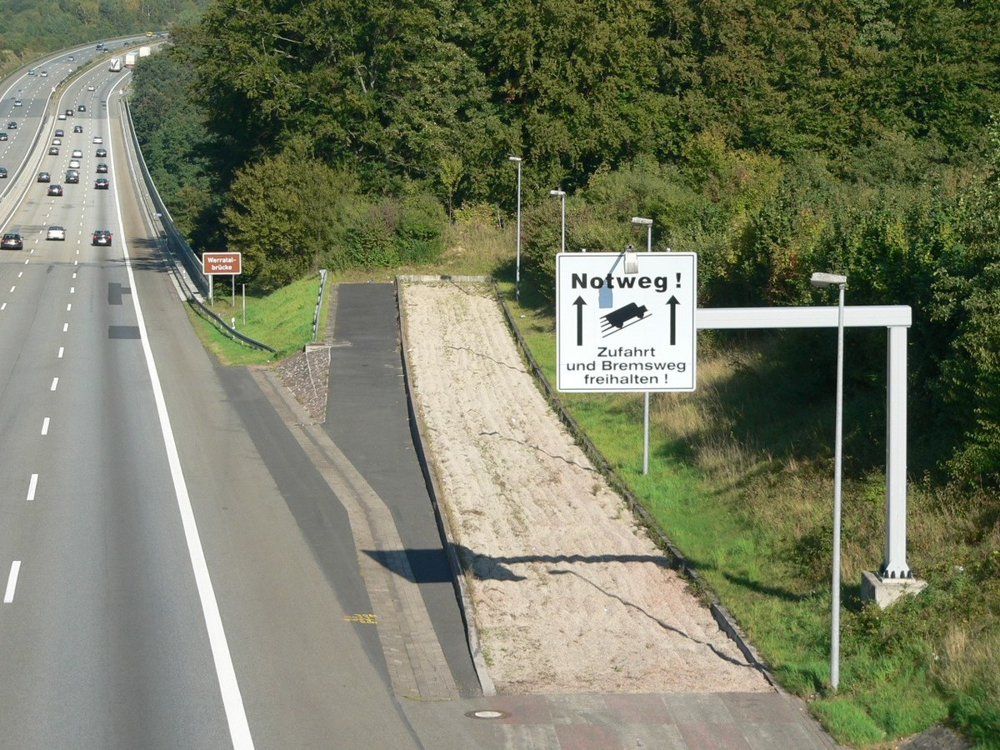 Werratal-
brücke
Notweg !
Zufahrt
und Bremsweg
freihalten !